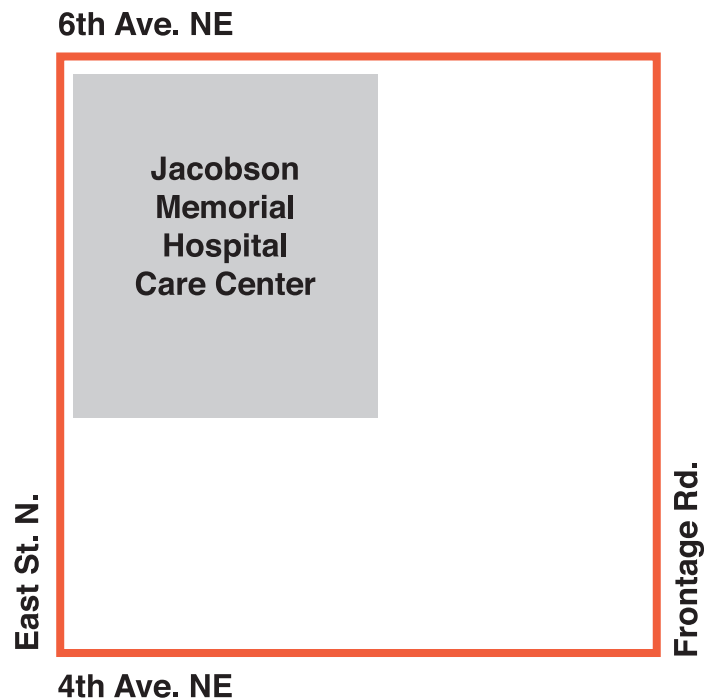 6th Ave. NE
Jacobson
Memorial
Hospital
Care Center
East St. N.
Frontage Rd.
4th Ave. NE